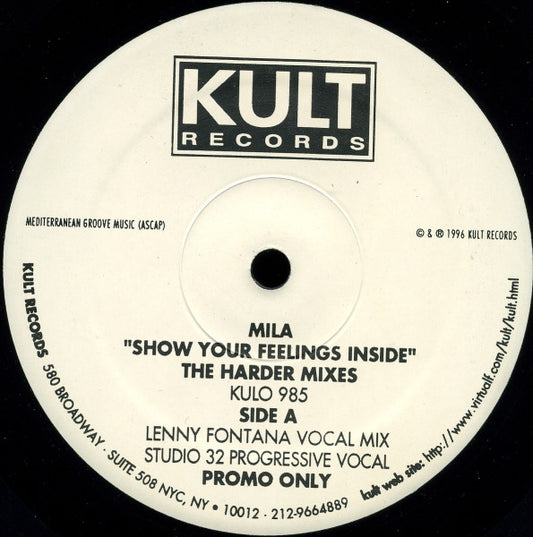 KULT
RECORDS
MEDITERRANEAN GROOVE MUSIC (ASCAP)
© & ℗ 1996 KULT RECORDS
MILA
"SHOW YOUR FEELINGS INSIDE"
THE HARDER MIXES
KULO 985
SIDE A
LENNY FONTANA VOCAL MIX
STUDIO 32 PROGRESSIVE VOCAL
PROMO ONLY
KULT RECORDS 580 BROADWAY · SUITE 508 NYC, NY • 10012 · 212-9664889 kult web site: http://www.virtualf.com/kult/kult.html